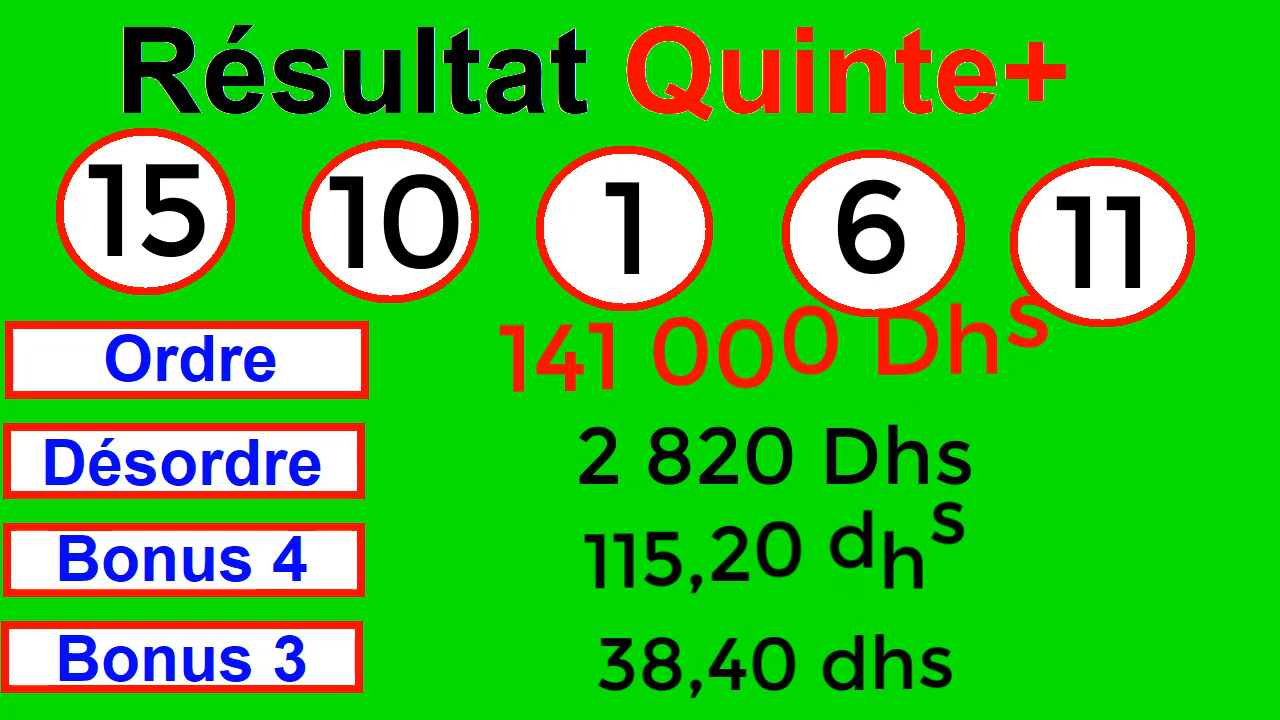 Résultat Quinte+
15 10 1 6 11
Ordre 141 000 Dhs
Désordre 2 820 Dhs
Bonus 4 115,20 dhs
Bonus 3 38,40 dhs